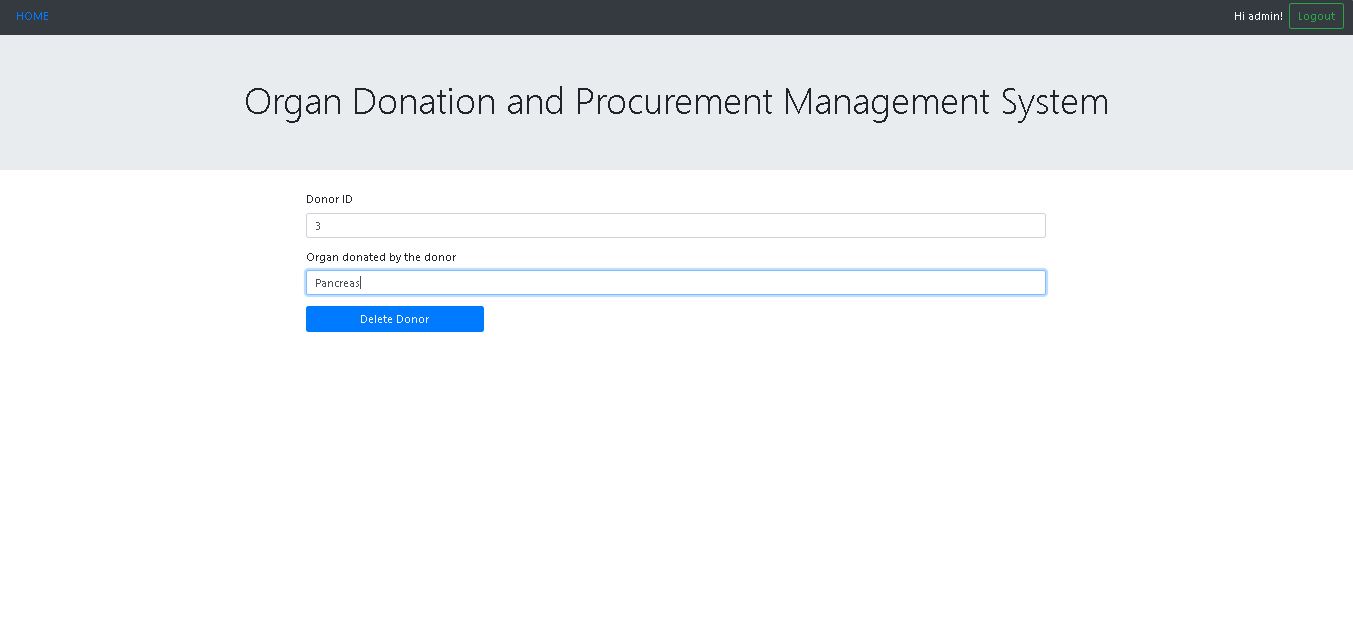 HOME Hi admin! Logout
Organ Donation and Procurement Management System
Donor ID
3
Organ donated by the donor
Pancreas
Delete Donor